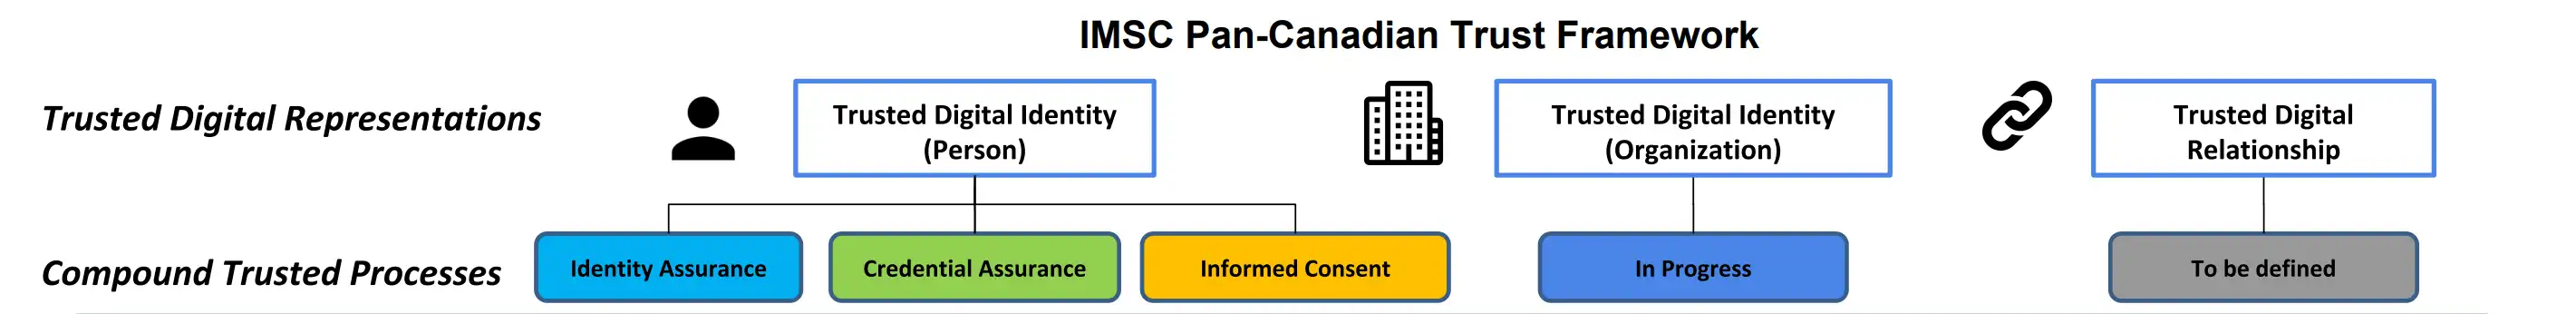 IMSC Pan-Canadian Trust Framework
Trusted Digital Representations
Trusted Digital Identity
(Person)
Trusted Digital Identity
(Organization)
Trusted Digital
Relationship
Compound Trusted Processes
Identity Assurance
Credential Assurance
Informed Consent
In Progress
To be defined